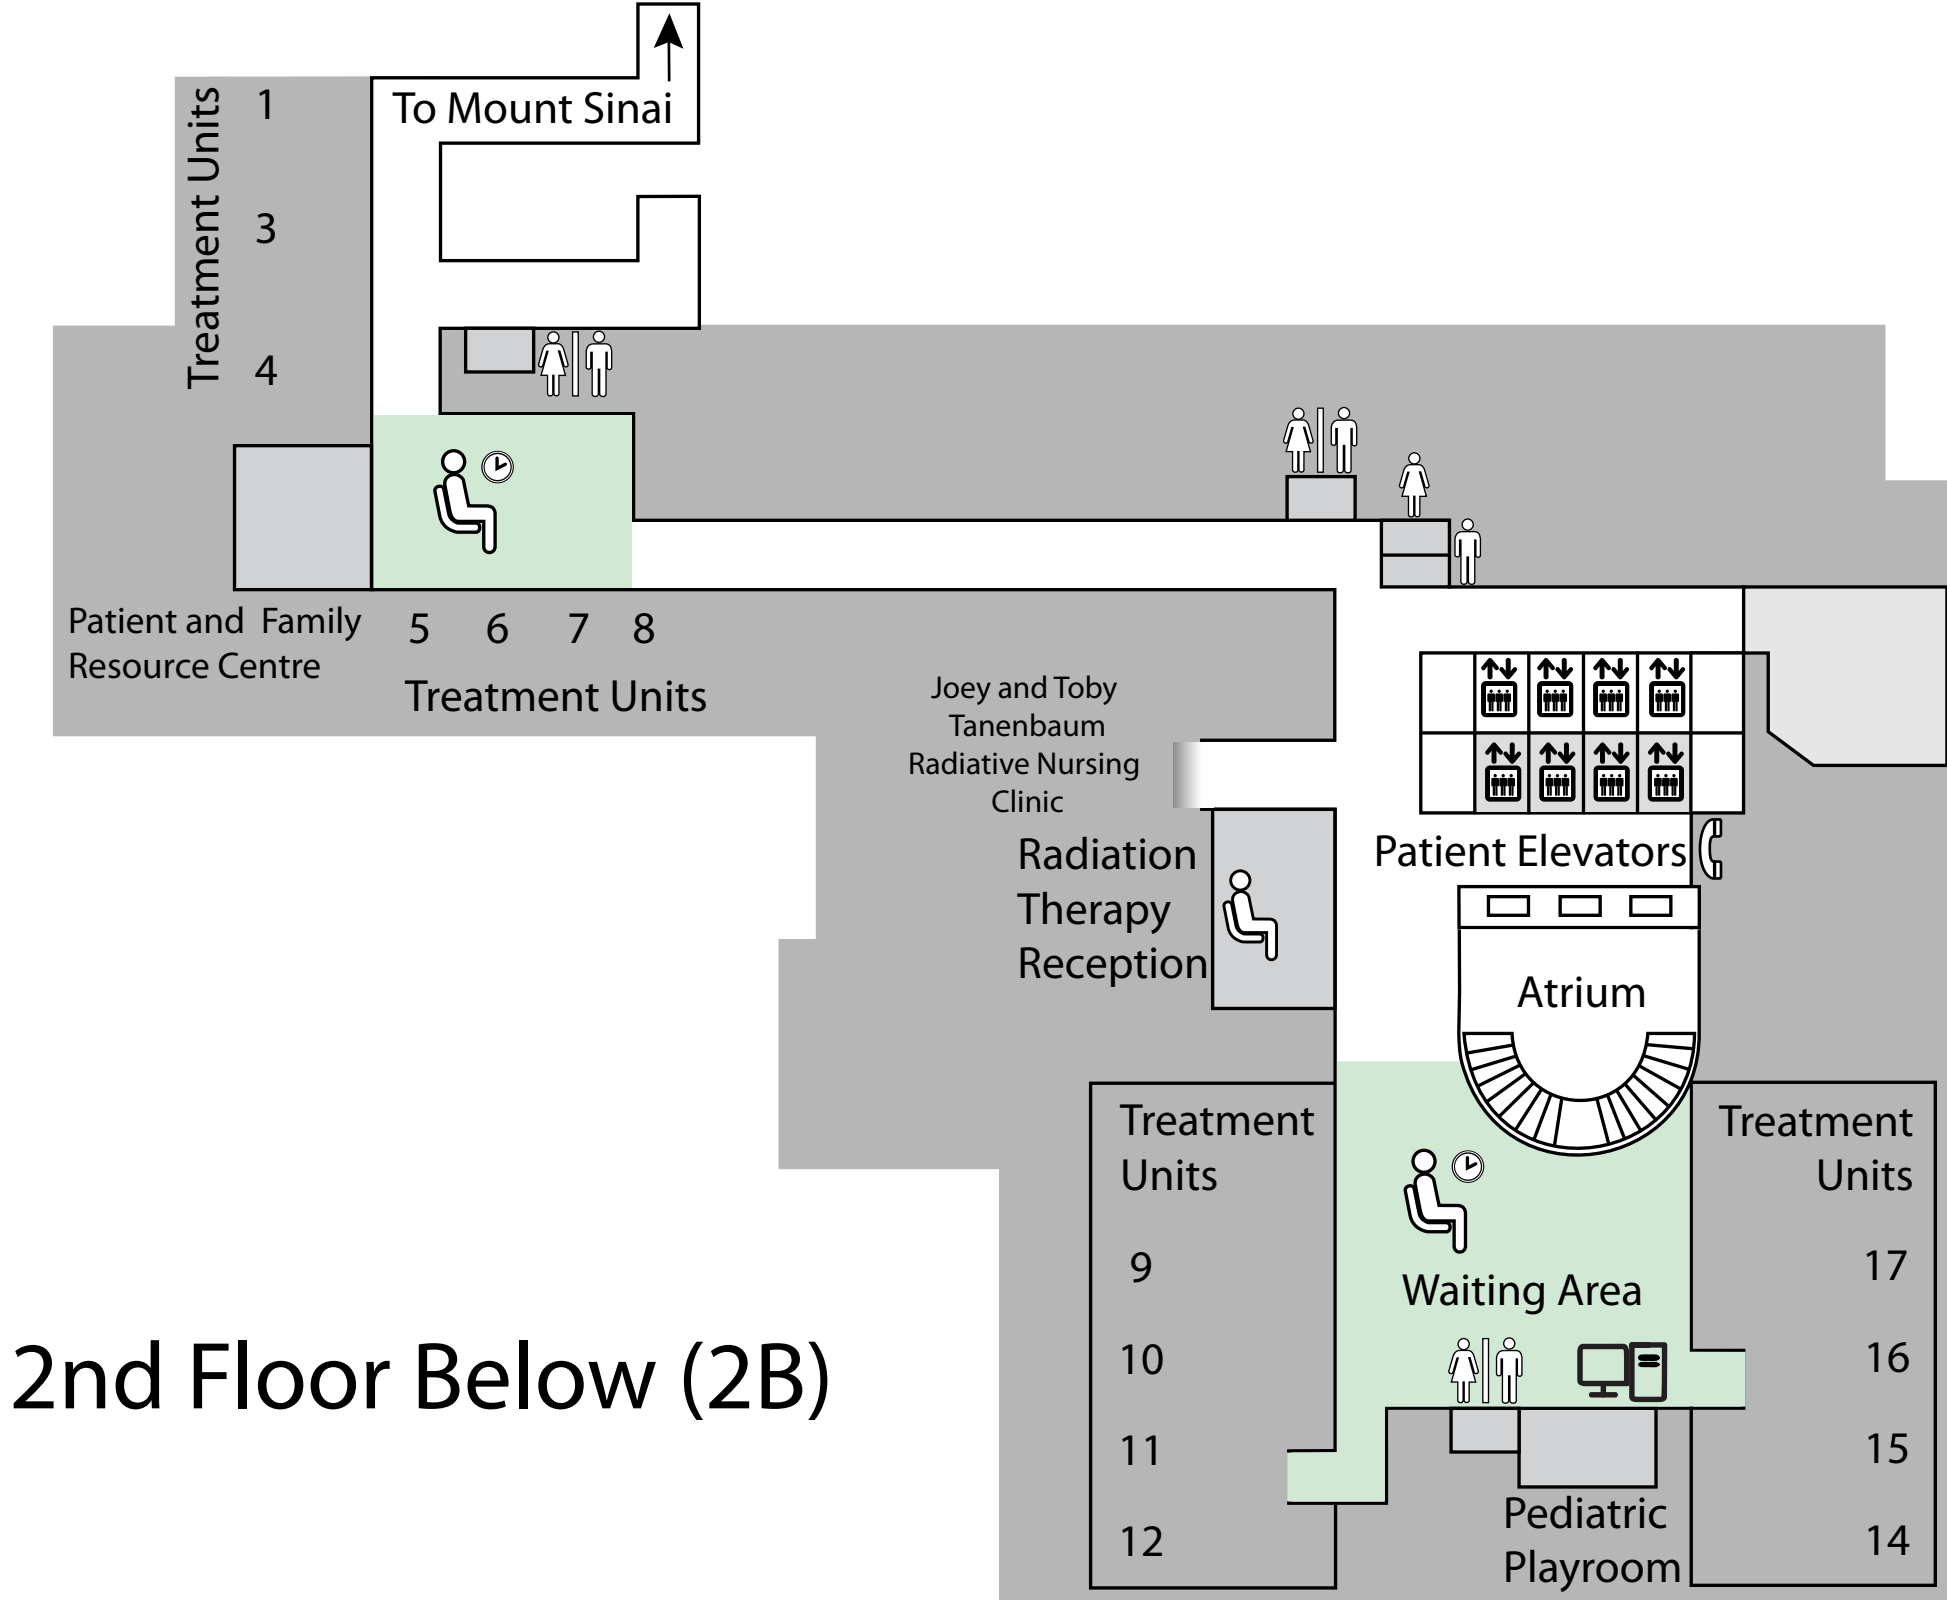 To Mount Sinai
Treatment Units
1
3
4
Patient and Family
Resource Centre
5 6 7 8
Treatment Units
Joey and Toby
Tanenbaum
Radiative Nursing
Clinic
Radiation
Therapy
Reception
Patient Elevators
Atrium
Treatment
Units
9
10
11
12
Waiting Area
Treatment
Units
17
16
15
14
Pediatric
Playroom
2nd Floor Below (2B)